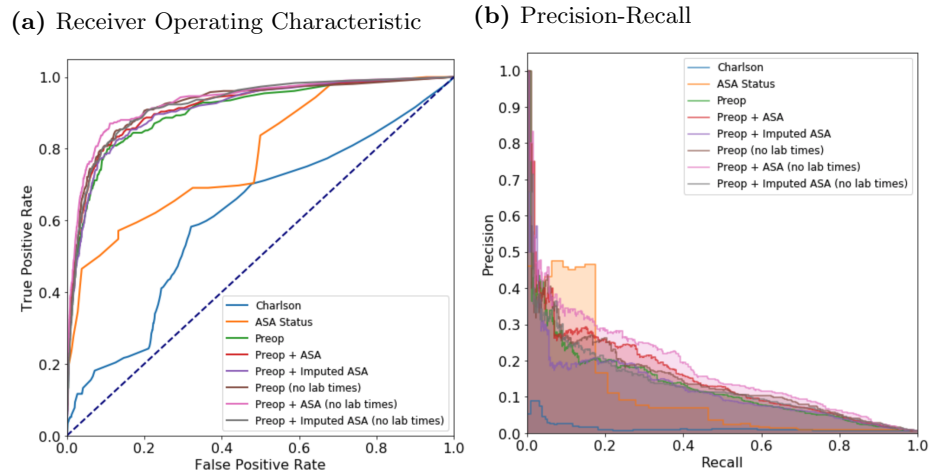 (a) Receiver Operating Characteristic
1.0
0.8
0.6
0.4
0.2
0.0
True Positive Rate
0.0
0.2
0.4
0.6
0.8
1.0
False Positive Rate
Charlson
ASA Status
Preop
Preop + ASA
Preop + Imputed ASA
Preop (no lab times)
Preop + ASA (no lab times)
Preop + Imputed ASA (no lab times)
(b) Precision-Recall
1.0
0.9
0.8
0.7
0.6
0.5
0.4
0.3
0.2
0.1
0.0
Precision
0.0
0.2
0.4
0.6
0.8
1.0
Recall
Charlson
ASA Status
Preop
Preop + ASA
Preop + Imputed ASA
Preop (no lab times)
Preop + ASA (no lab times)
Preop + Imputed ASA (no lab times)